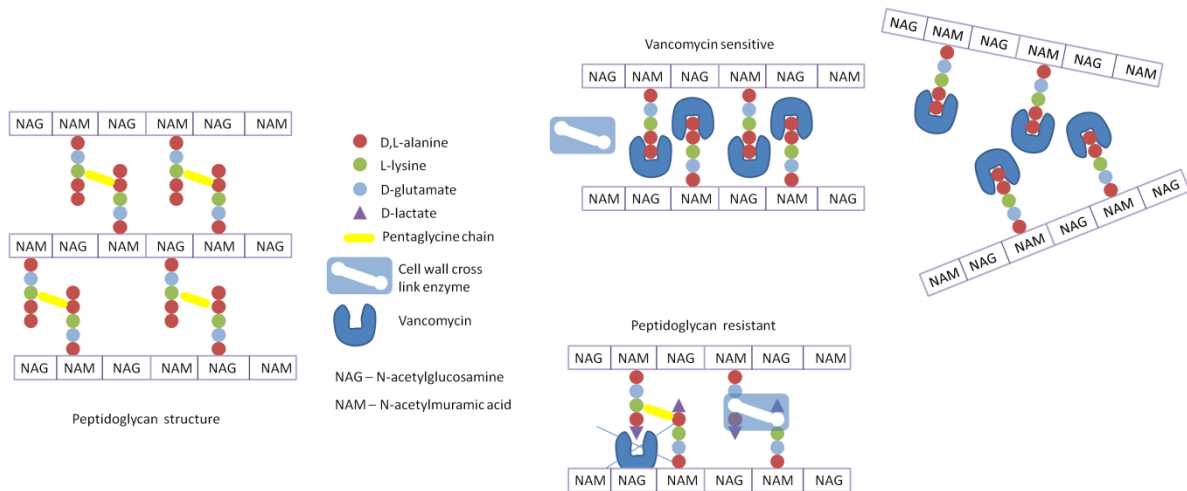 NAG NAM NAG NAM NAG NAM
NAM NAG NAM NAG NAM NAG
NAG NAM NAG NAM NAG NAM
Peptidoglycan structure
D,L-alanine
L-lysine
D-glutamate
D-lactate
Pentaglycine chain
Cell wall cross
link enzyme
Vancomycin
NAG – N-acetylglucosamine
NAM – N-acetylmuramic acid
Vancomycin sensitive
NAG NAM NAG NAM NAG NAM
NAM NAG NAM NAG NAM NAG
NAG NAM NAG NAM NAG NAM
NAM NAG NAM NAG NAM NAG
Peptidoglycan resistant
NAG NAM NAG NAM NAG NAM
NAM NAG NAM NAG NAM NAG